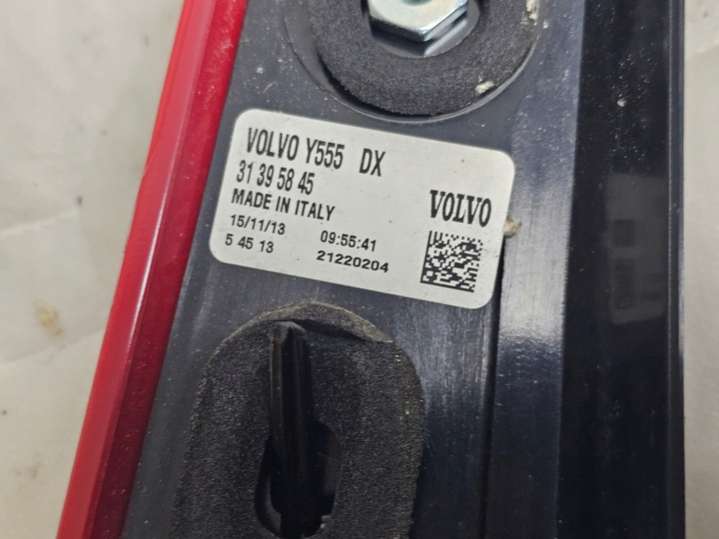 VOLVO Y555 DX
31 39 58 45
MADE IN ITALY
VOLVO
15/11/13 09:55:41
5 45 13 21220204